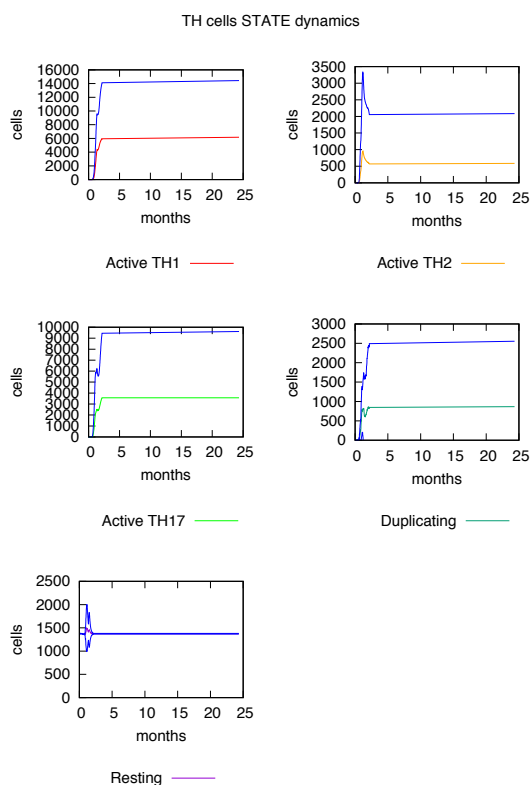 TH cells STATE dynamics
16000
14000
12000
10000
8000
6000
4000
2000
0
cells
0 5 10 15 20 25
months
Active TH1
3500
3000
2500
2000
1500
1000
500
0
cells
0 5 10 15 20 25
months
Active TH2
10000
9000
8000
7000
6000
5000
4000
3000
2000
1000
0
cells
0 5 10 15 20 25
months
Active TH17
3000
2500
2000
1500
1000
500
0
cells
0 5 10 15 20 25
months
Duplicating
2500
2000
1500
1000
500
0
cells
0 5 10 15 20 25
months
Resting